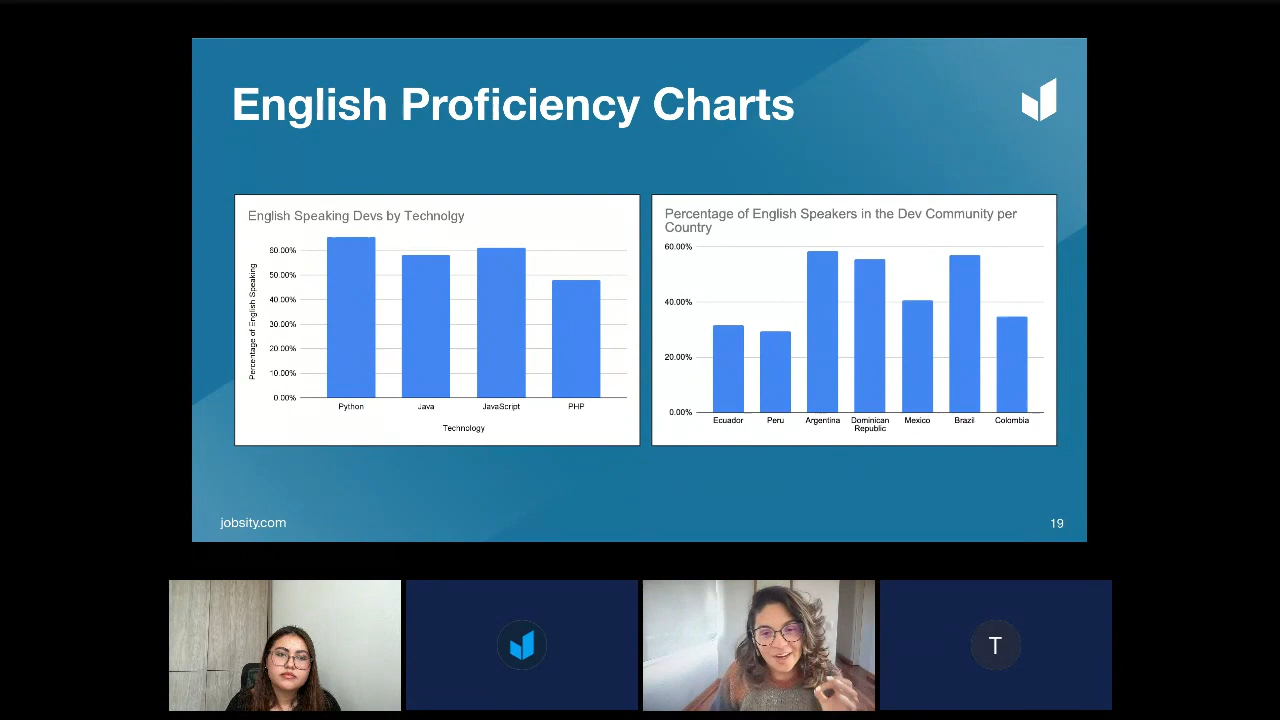 English Proficiency Charts
English Speaking Devs by Technolgy
Percentage of English Speaking
60.00%
50.00%
40.00%
30.00%
20.00%
10.00%
0.00%
Python Java JavaScript PHP
Technology
Percentage of English Speakers in the Dev Community per
Country
60.00%
40.00%
20.00%
0.00%
Ecuador Peru Argentina Dominican Mexico Brazil Colombia
Republic
jobsity.com
19
T